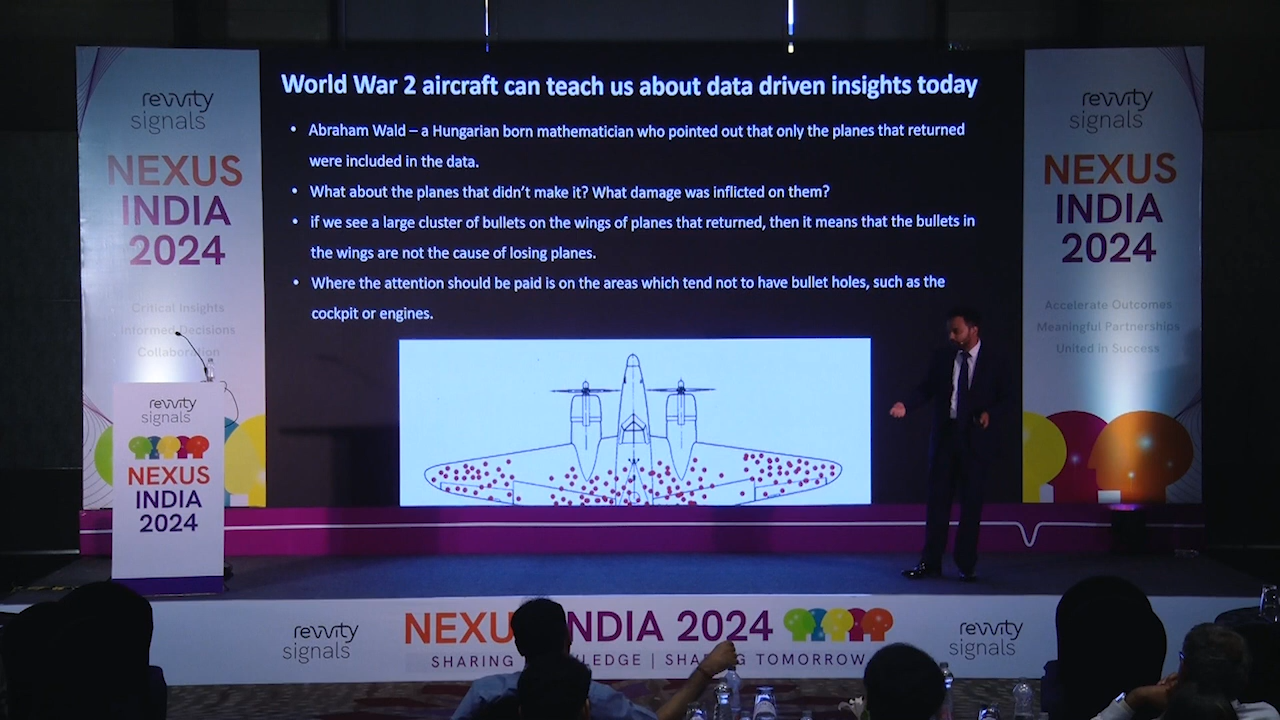 World War 2 aircraft can teach us about data driven insights today
• Abraham Wald – a Hungarian born mathematician who pointed out that only the planes that returned
were included in the data.
• What about the planes that didn't make it? What damage was inflicted on them?
• if we see a large cluster of bullets on the wings of planes that returned, then it means that the bullets in
the wings are not the cause of losing planes.
• Where the attention should be paid is on the areas which tend not to have bullet holes, such as the
cockpit or engines.
revvity
signals
NEXUS
INDIA
2024
Critical Insights
Informed Decisions
Collaboration
revvity
signals
NEXUS
INDIA
2024
Accelerate Outcomes
Meaningful Partnerships
United in Success
revvity
signals
NEXUS
INDIA
2024
revvity
signals
NEXU INDIA 2024
SHARING LEDGE | SHA TOMORROW
revvity
signals